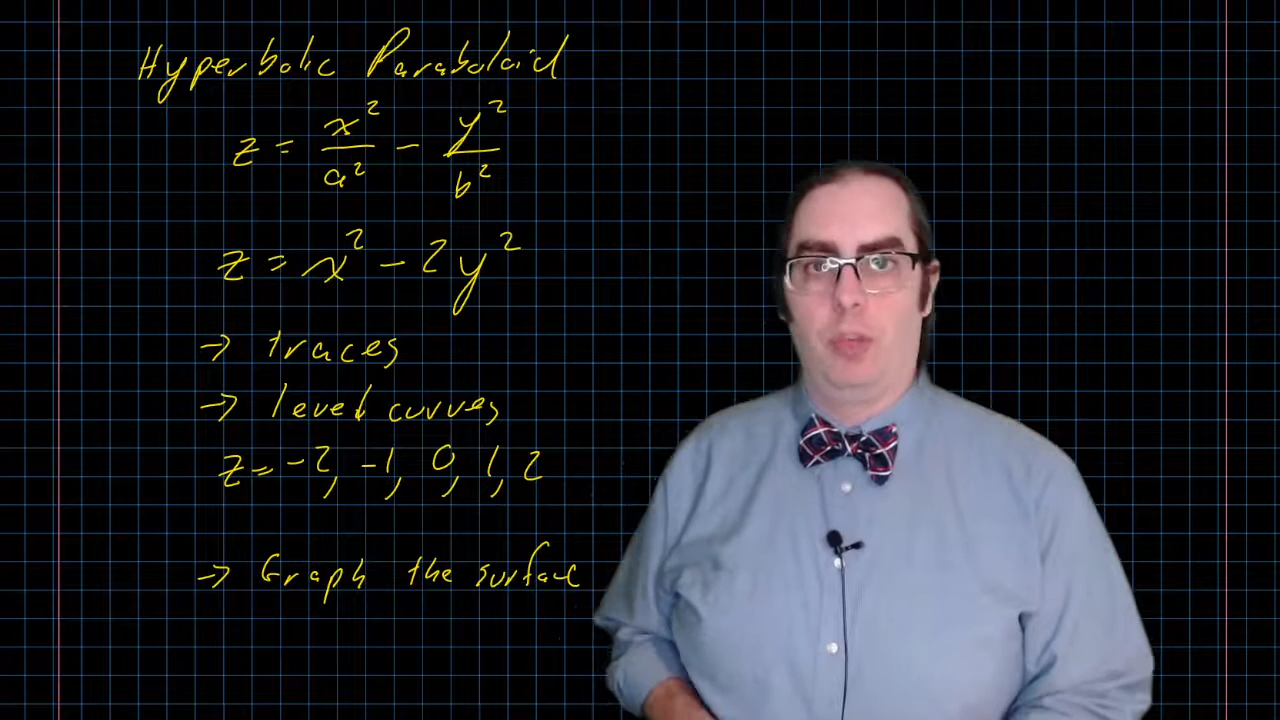 Hyperbolic Paraboloid
z = x²/a² - y²/b²
z = x² - 2y²
→ traces
→ level curves
z = -2, -1, 0, 1, 2
→ Graph the surface